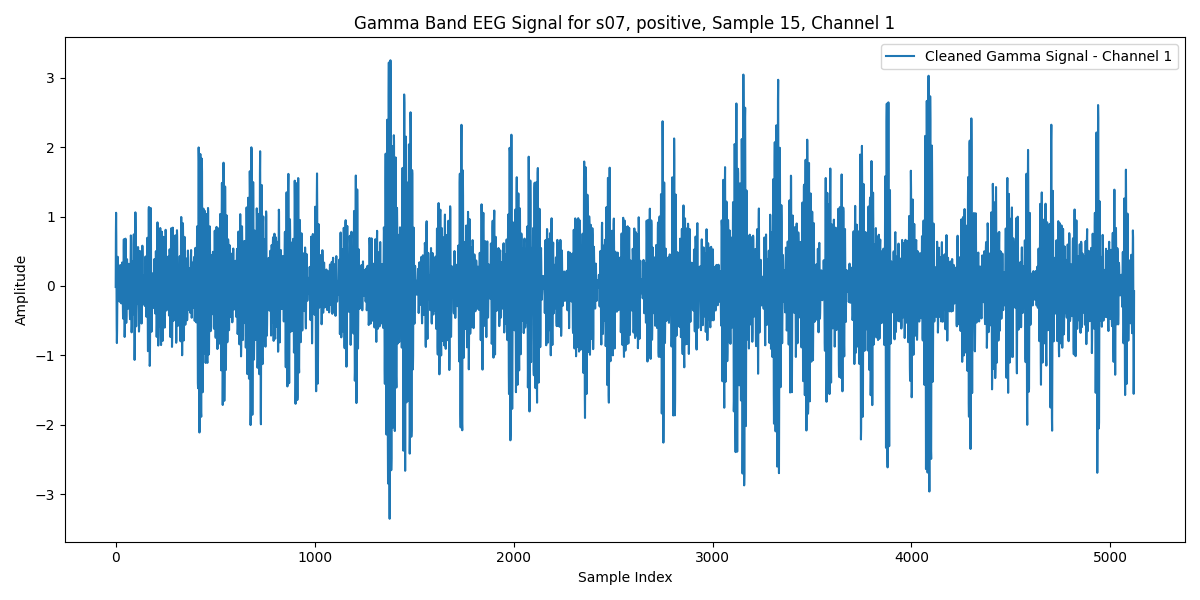 Gamma Band EEG Signal for s07, positive, Sample 15, Channel 1
Cleaned Gamma Signal - Channel 1
Amplitude
3
2
1
0
−1
−2
−3
0 1000 2000 3000 4000 5000
Sample Index